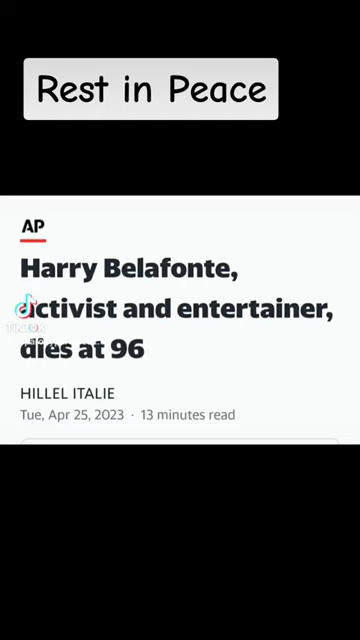 Rest in Peace
AP
Harry Belafonte,
activist and entertainer,
TikTok
dies at 96
HILLEL ITALIE
Tue, Apr 25, 2023 · 13 minutes read